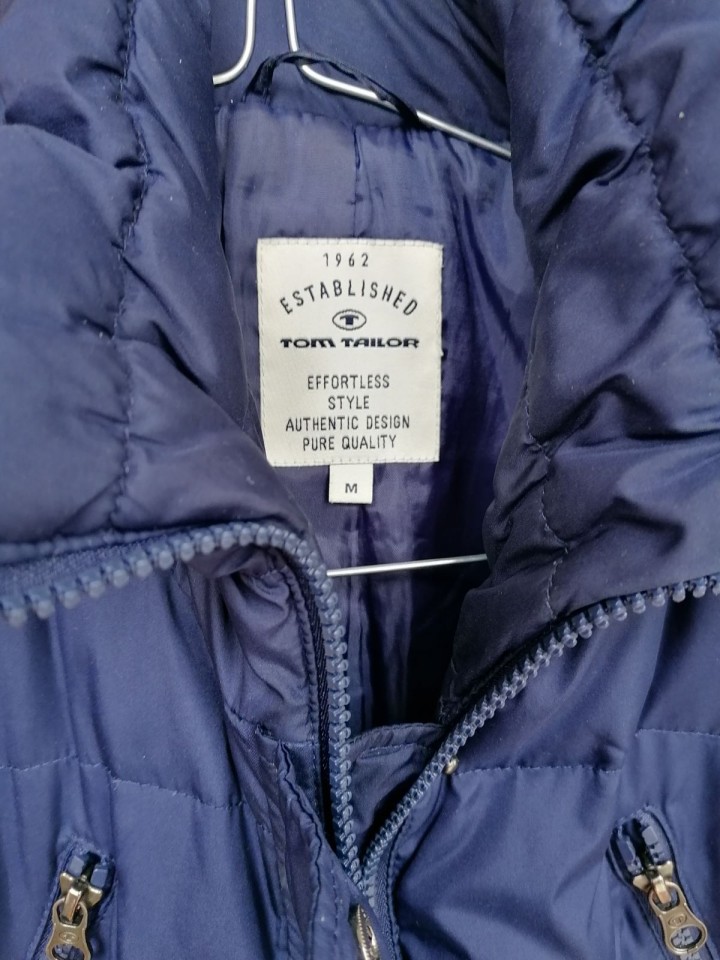 1962
ESTABLISHED
T
TOM TAILOR
EFFORTLESS
STYLE
AUTHENTIC DESIGN
PURE QUALITY
M